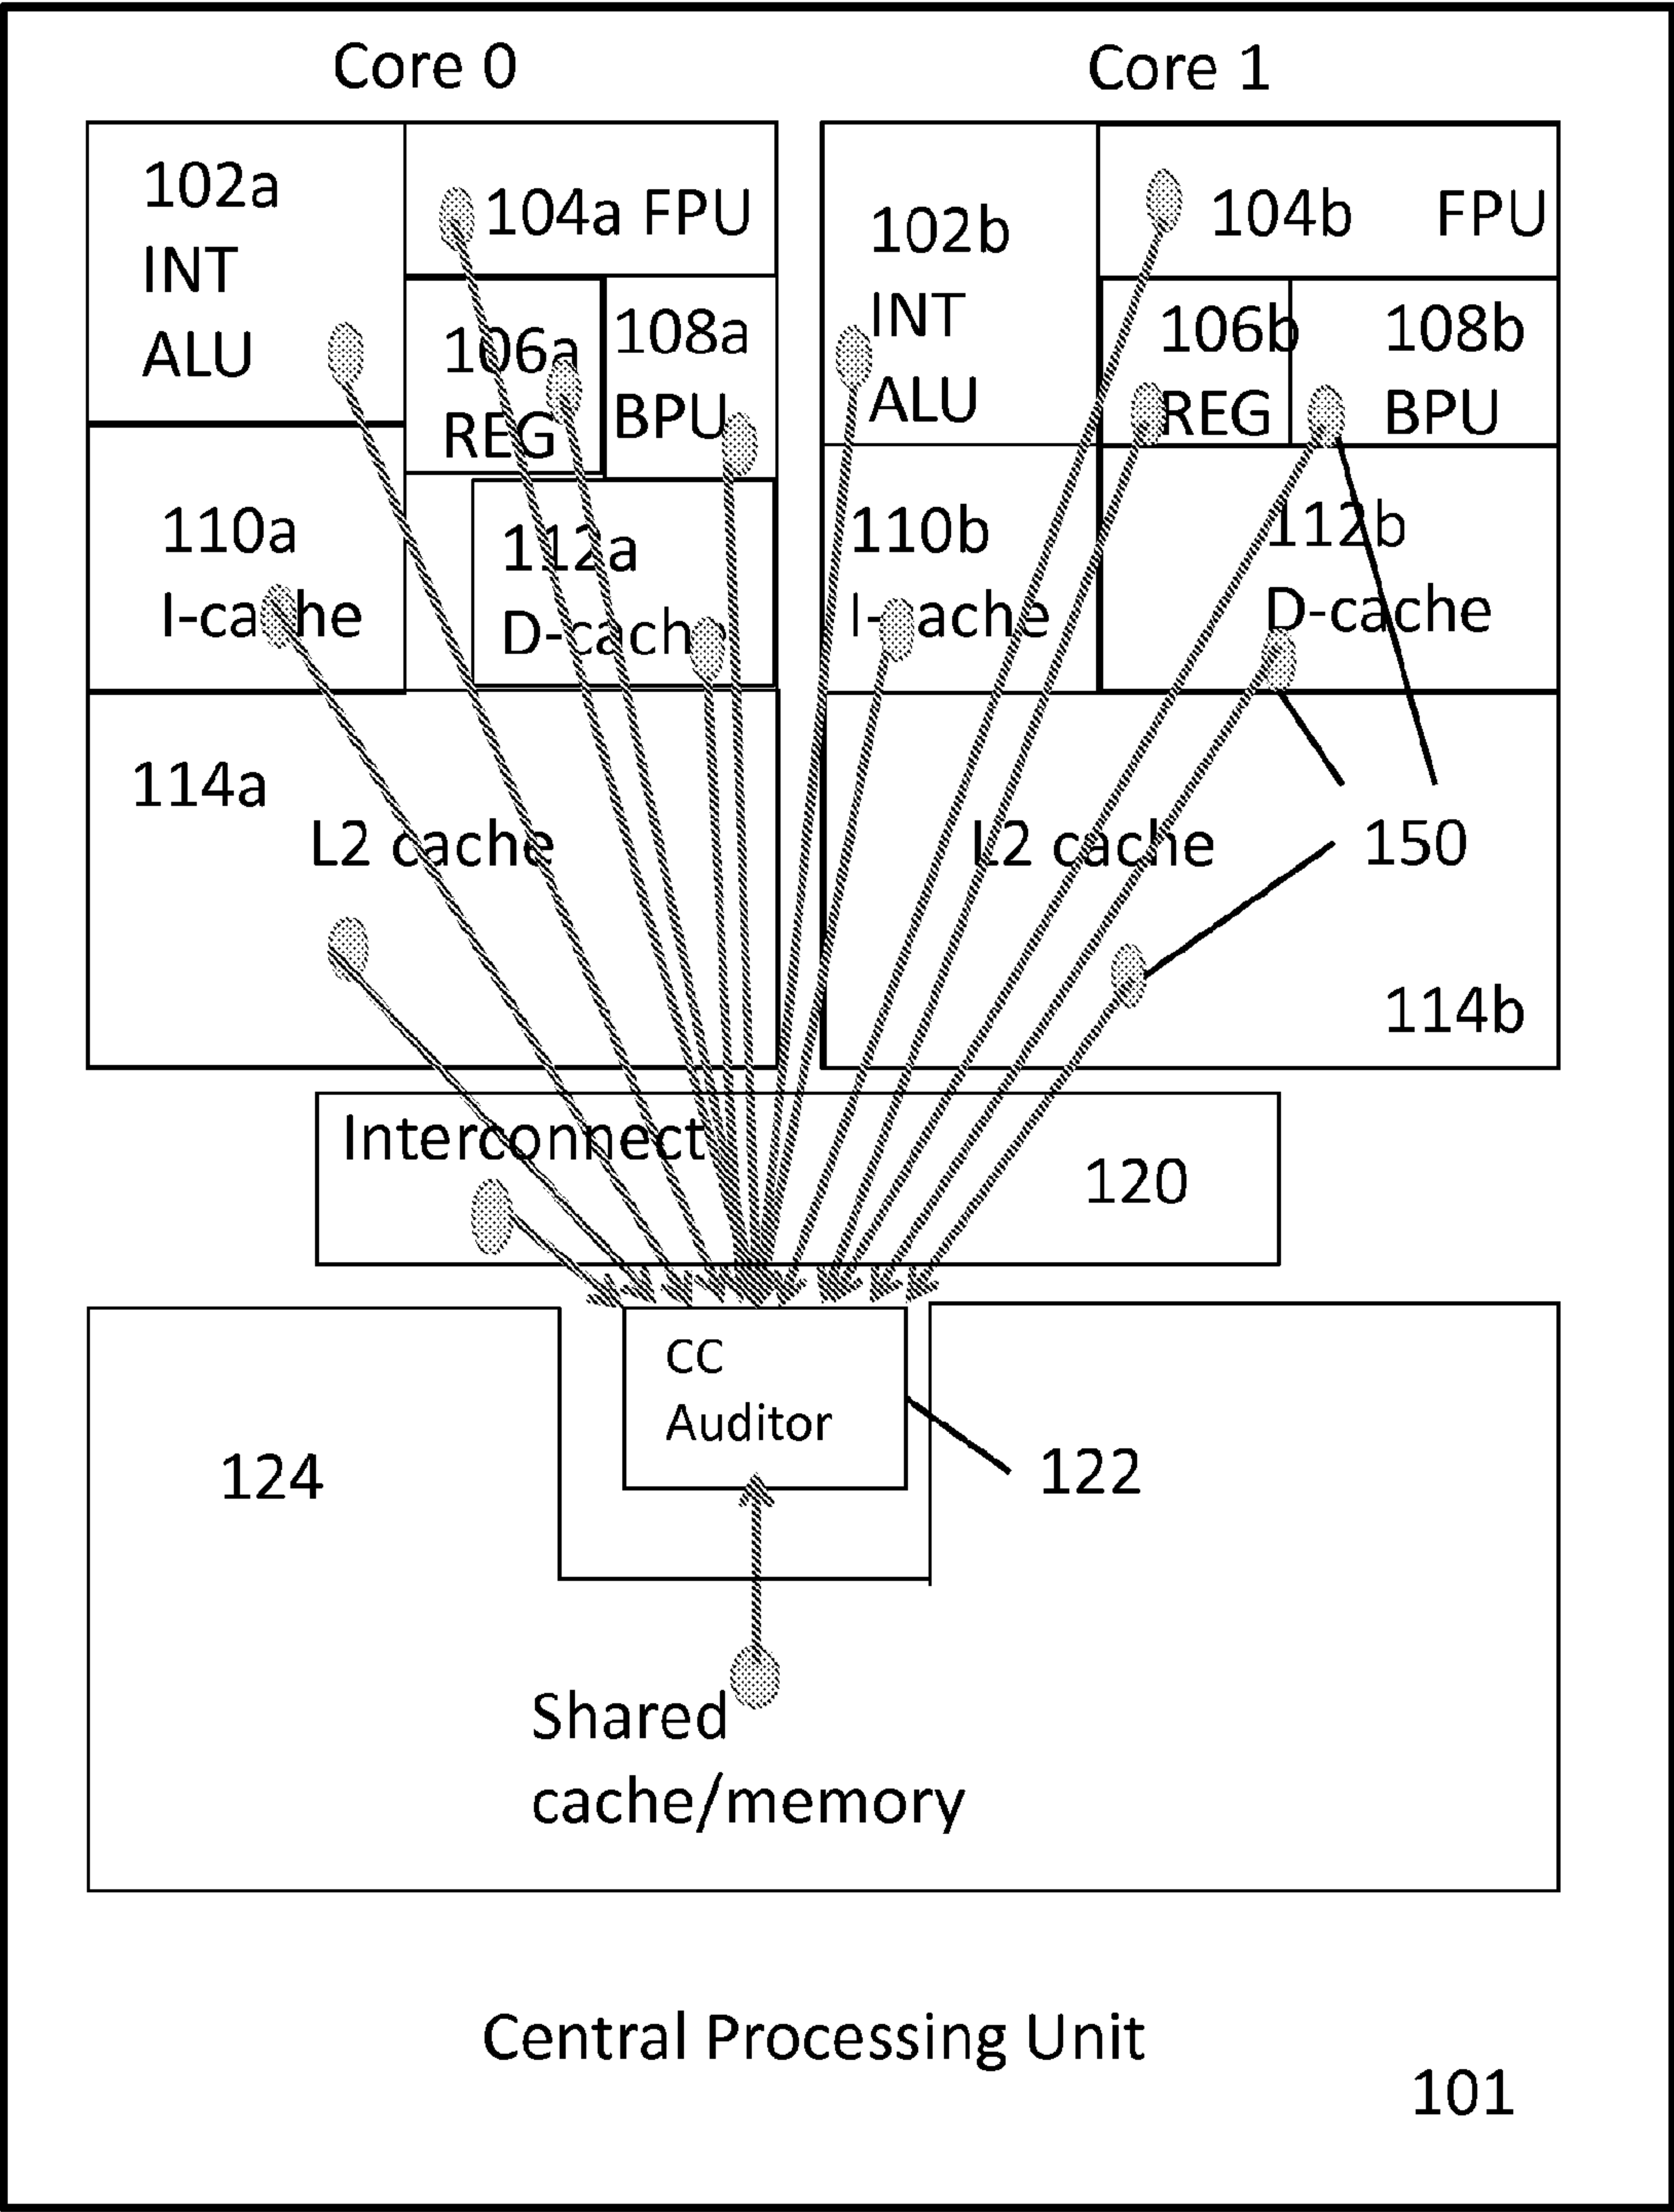 Core 0
Core 1
102a
INT
ALU
104a FPU
106a
REG
108a
BPU
110a
I-cache
112a
D-cache
114a
L2 cache
102b
INT
ALU
104b FPU
106b
REG
108b
BPU
110b
I-cache
112b
D-cache
L2 cache
150
114b
Interconnect
120
CC
Auditor
124
122
Shared
cache/memory
Central Processing Unit
101